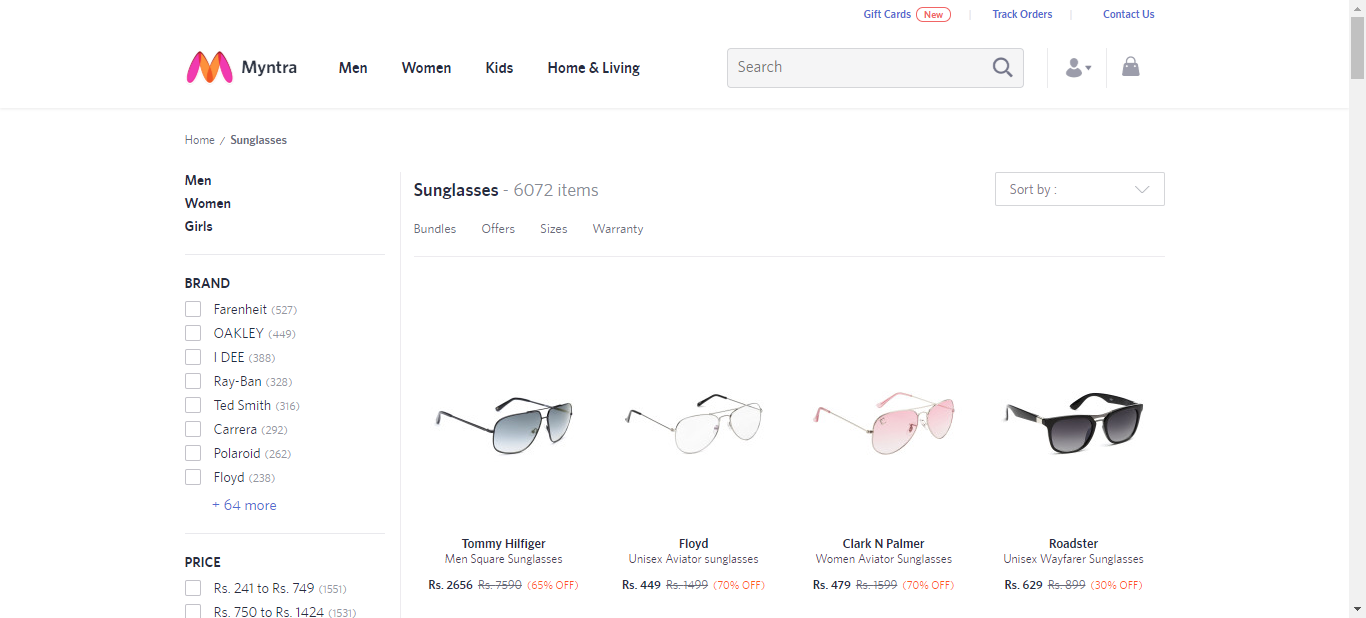 Gift Cards New Track Orders Contact Us
Myntra Men Women Kids Home & Living Search
Home / Sunglasses
Men
Women
Girls
BRAND
Farenheit (527)
OAKLEY (449)
I DEE (388)
Ray-Ban (328)
Ted Smith (316)
Carrera (292)
Polaroid (262)
Floyd (238)
+ 64 more
PRICE
Rs. 241 to Rs. 749 (1551)
Rs. 750 to Rs. 1424 (1531)
Sunglasses - 6072 items
Sort by :
Bundles Offers Sizes Warranty
Tommy Hilfiger
Men Square Sunglasses
Rs. 2656 Rs. 7590 (65% OFF)
Floyd
Unisex Aviator sunglasses
Rs. 449 Rs. 1499 (70% OFF)
Clark N Palmer
Women Aviator Sunglasses
Rs. 479 Rs. 1599 (70% OFF)
Roadster
Unisex Wayfarer Sunglasses
Rs. 629 Rs. 899 (30% OFF)